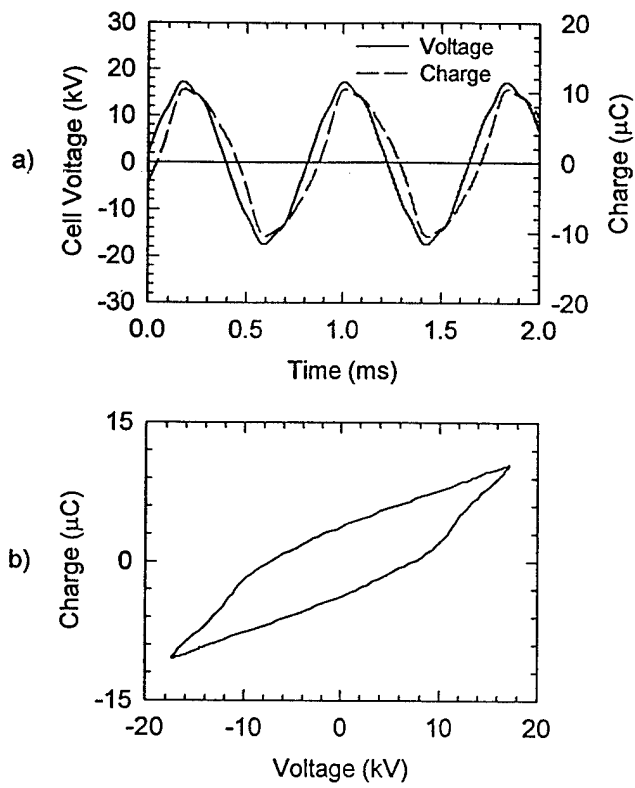 a)
Cell Voltage (kV)
30
20
10
0
-10
-20
-30
Voltage
Charge
20
10
0
-10
-20
Charge (μC)
0.0 0.5 1.0 1.5 2.0
Time (ms)
b)
Charge (μC)
15
0
-15
-20 -10 0 10 20
Voltage (kV)